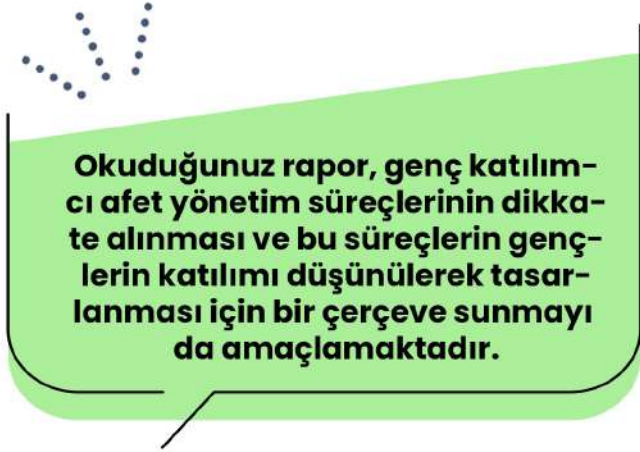 Okuduğunuz rapor, genç katılım-
cı afet yönetim süreçlerinin dikka-
te alınması ve bu süreçlerin genç-
lerin katılımı düşünülerek tasar-
lanması için bir çerçeve sunmayı
da amaçlamaktadır.